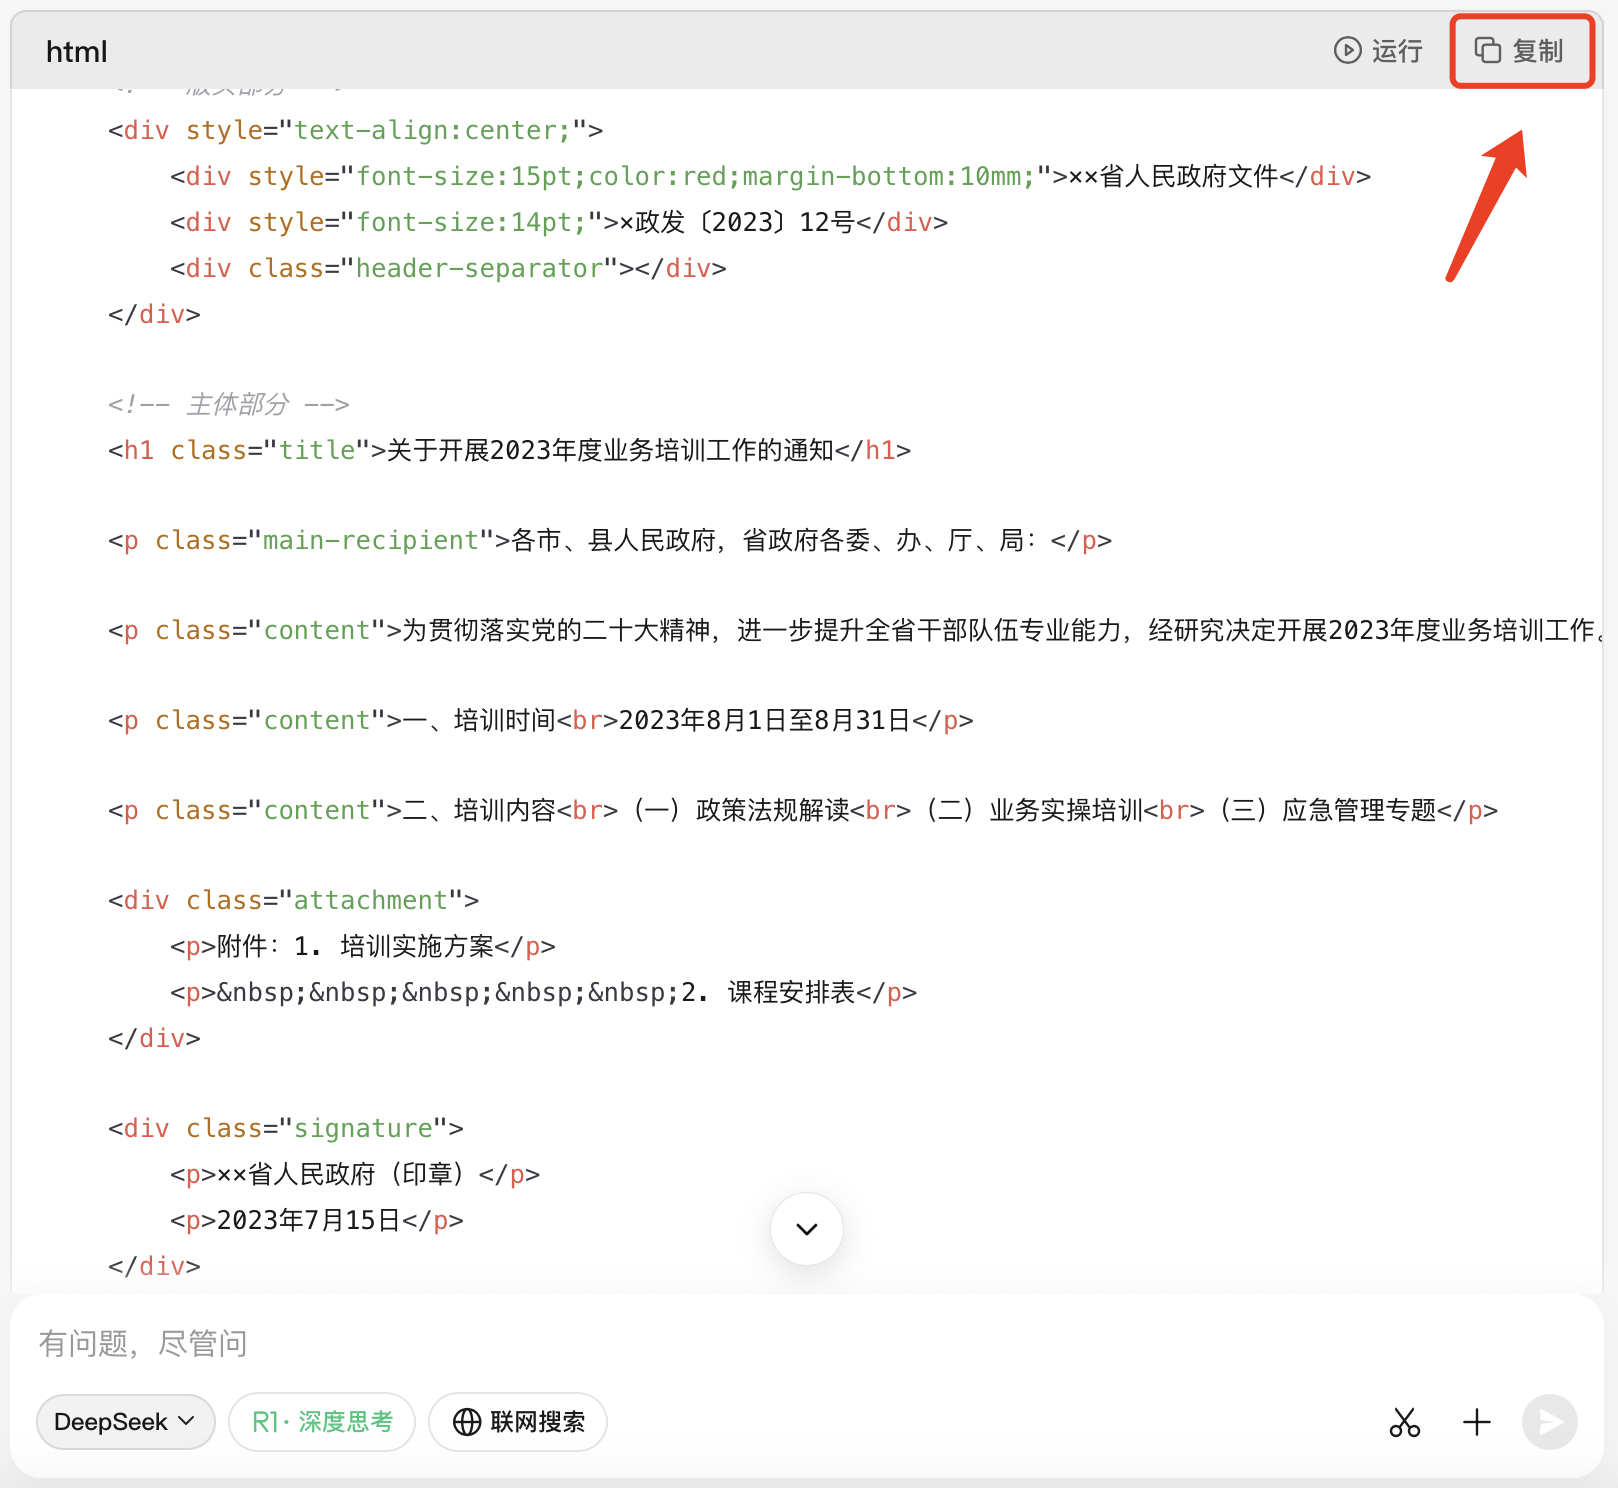 html
运行
复制
<div style="text-align:center;">
<div style="font-size:15pt;color:red;margin-bottom:10mm;">××省人民政府文件</div>
<div style="font-size:14pt;">×政发〔2023〕12号</div>
<div class="header-separator"></div>
</div>
<!-- 主体部分 -->
<h1 class="title">关于开展2023年度业务培训工作的通知</h1>
<p class="main-recipient">各市、县人民政府，省政府各委、办、厅、局：</p>
<p class="content">为贯彻落实党的二十大精神，进一步提升全省干部队伍专业能力，经研究决定开展2023年度业务培训工作。
<p class="content">一、培训时间<br>2023年8月1日至8月31日</p>
<p class="content">二、培训内容<br>（一）政策法规解读<br>（二）业务实操培训<br>（三）应急管理专题</p>
<div class="attachment">
<p>附件：1. 培训实施方案</p>
<p>&nbsp;&nbsp;&nbsp;&nbsp;&nbsp;2. 课程安排表</p>
</div>
<div class="signature">
<p>××省人民政府（印章）</p>
<p>2023年7月15日</p>
</div>
有问题，尽管问
DeepSeek
R1·深度思考
联网搜索